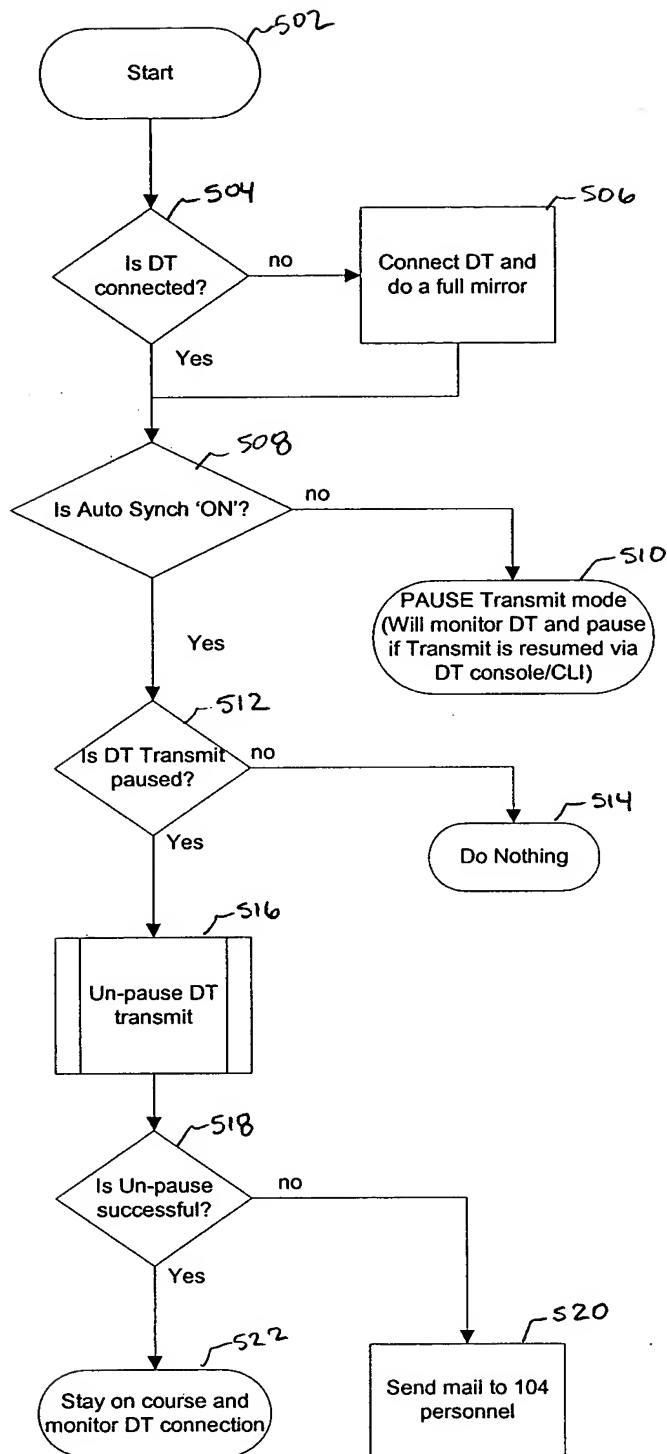 502
Start
504
506
Is DT
connected?
no
Connect DT and
do a full mirror
Yes
508
Is Auto Synch 'ON'?
no
510
PAUSE Transmit mode
(Will monitor DT and pause
if Transmit is resumed via
DT console/CLI)
Yes
512
Is DT Transmit
paused?
no
514
Do Nothing
Yes
516
Un-pause DT
transmit
518
Is Un-pause
successful?
no
Yes
520
522
Send mail to 104
personnel
Stay on course and
monitor DT connection